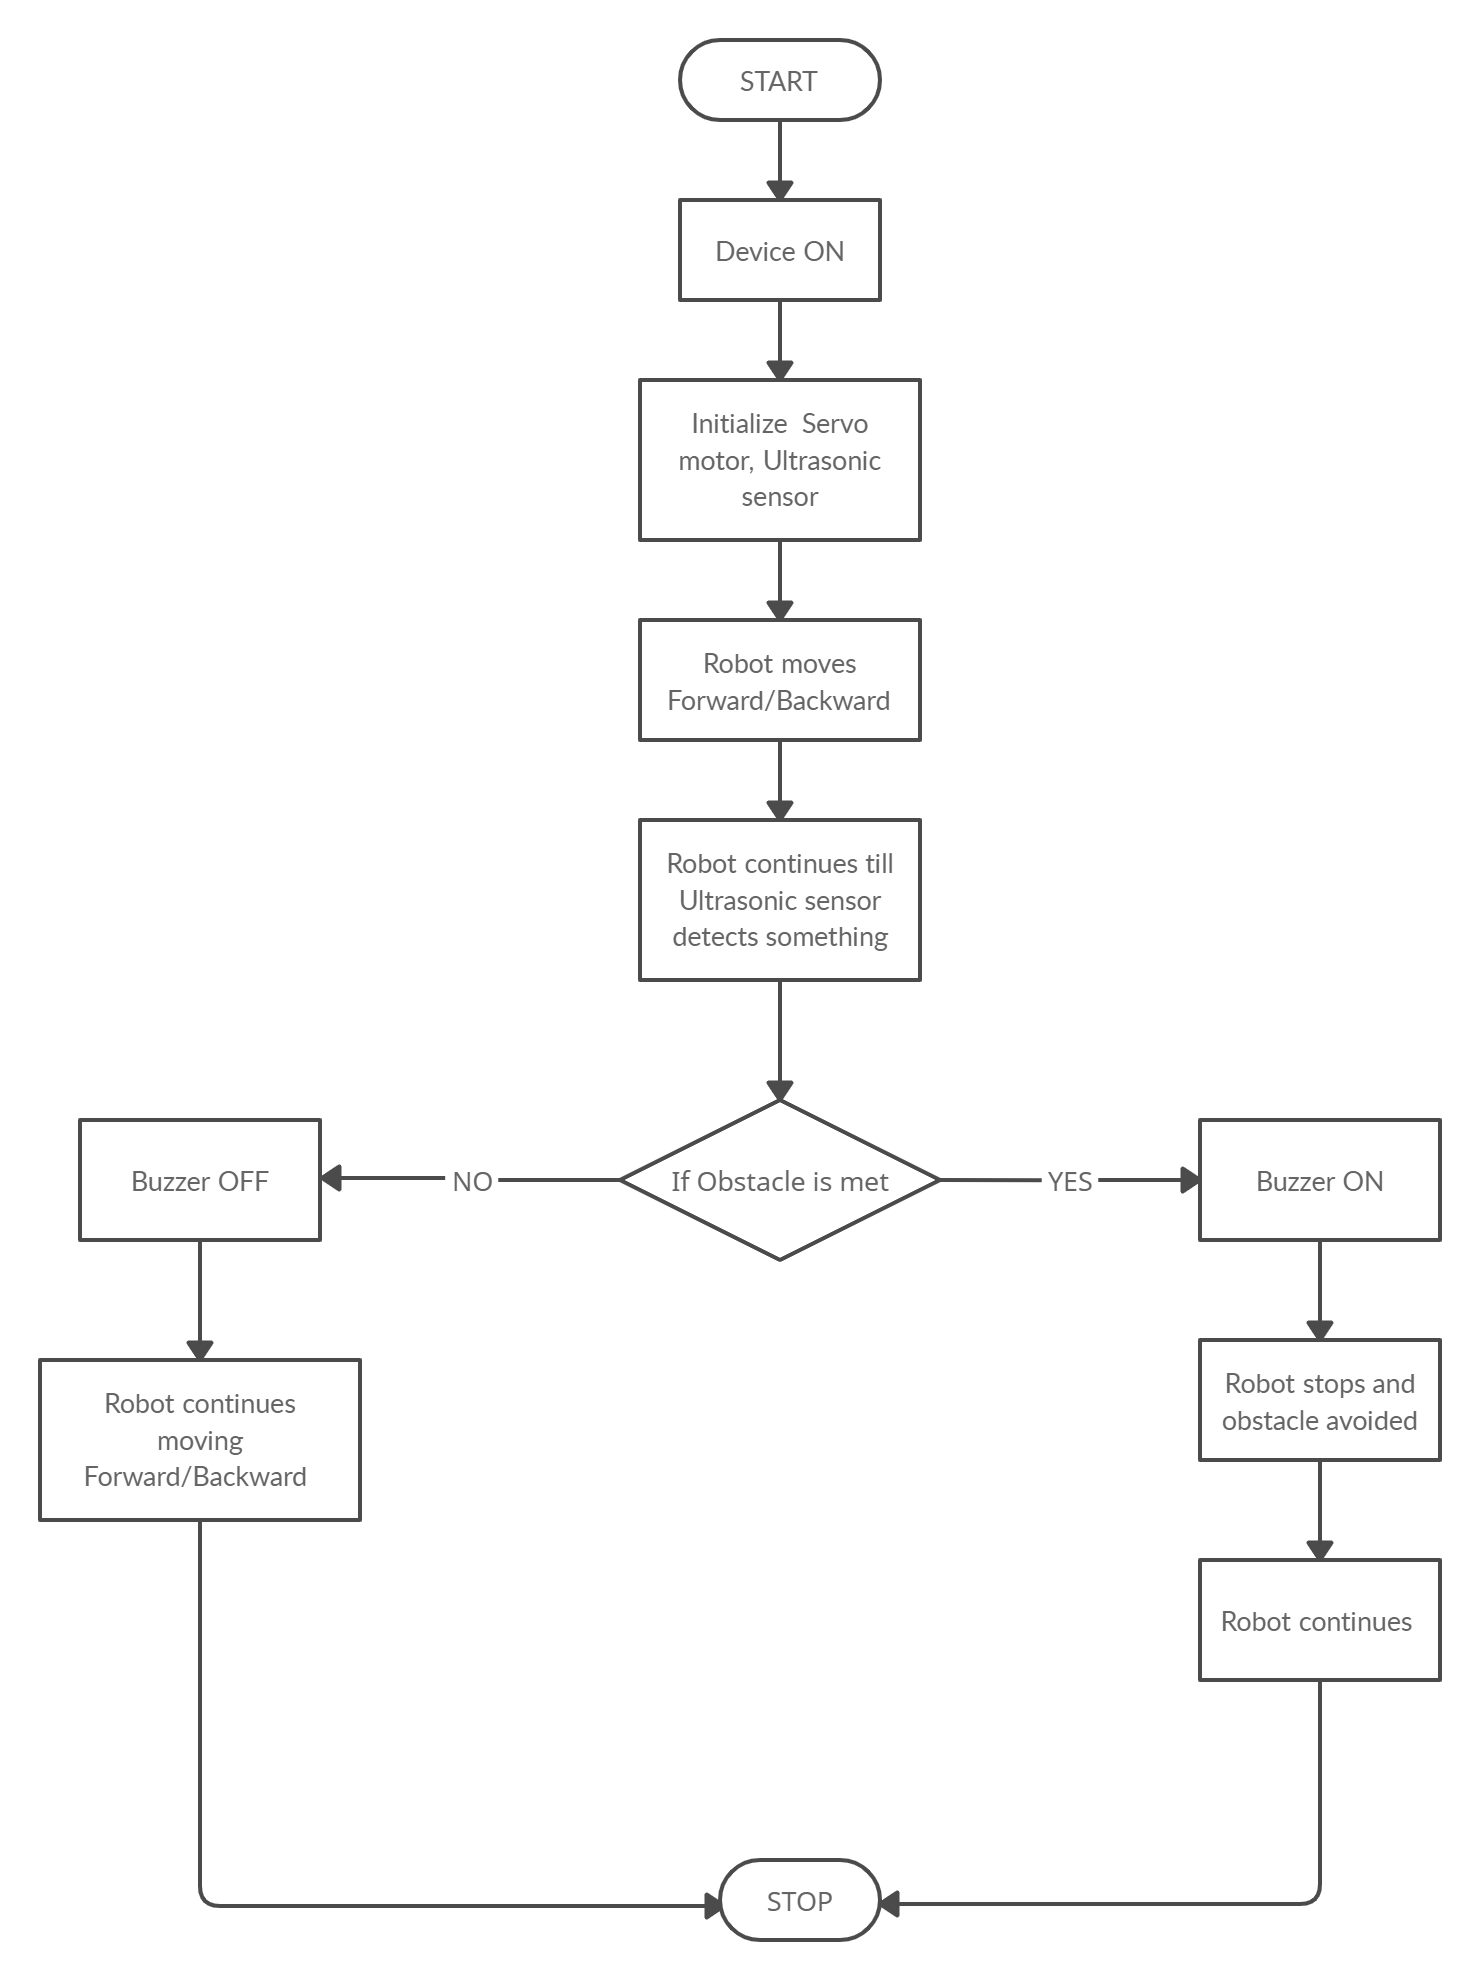 START
Device ON
Initialize  Servo
motor, Ultrasonic
sensor
Robot moves
Forward/Backward
Robot continues till
Ultrasonic sensor
detects something
If Obstacle is met
NO
YES
Buzzer OFF
Buzzer ON
Robot continues
moving
Forward/Backward
Robot stops and
obstacle avoided
Robot continues
STOP